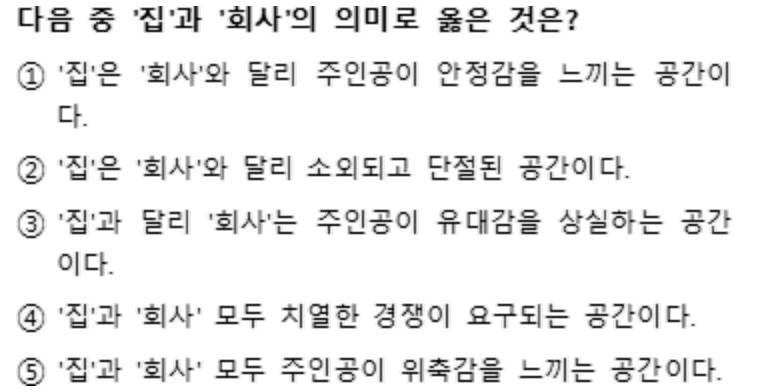 다음 중 '집'과 '회사'의 의미로 옳은 것은?
① '집'은 '회사'와 달리 주인공이 안정감을 느끼는 공간이
다.
② '집'은 '회사'와 달리 소외되고 단절된 공간이다.
③ '집'과 달리 '회사'는 주인공이 유대감을 상실하는 공간
이다.
④ '집'과 '회사' 모두 치열한 경쟁이 요구되는 공간이다.
⑤ '집'과 '회사' 모두 주인공이 위축감을 느끼는 공간이다.